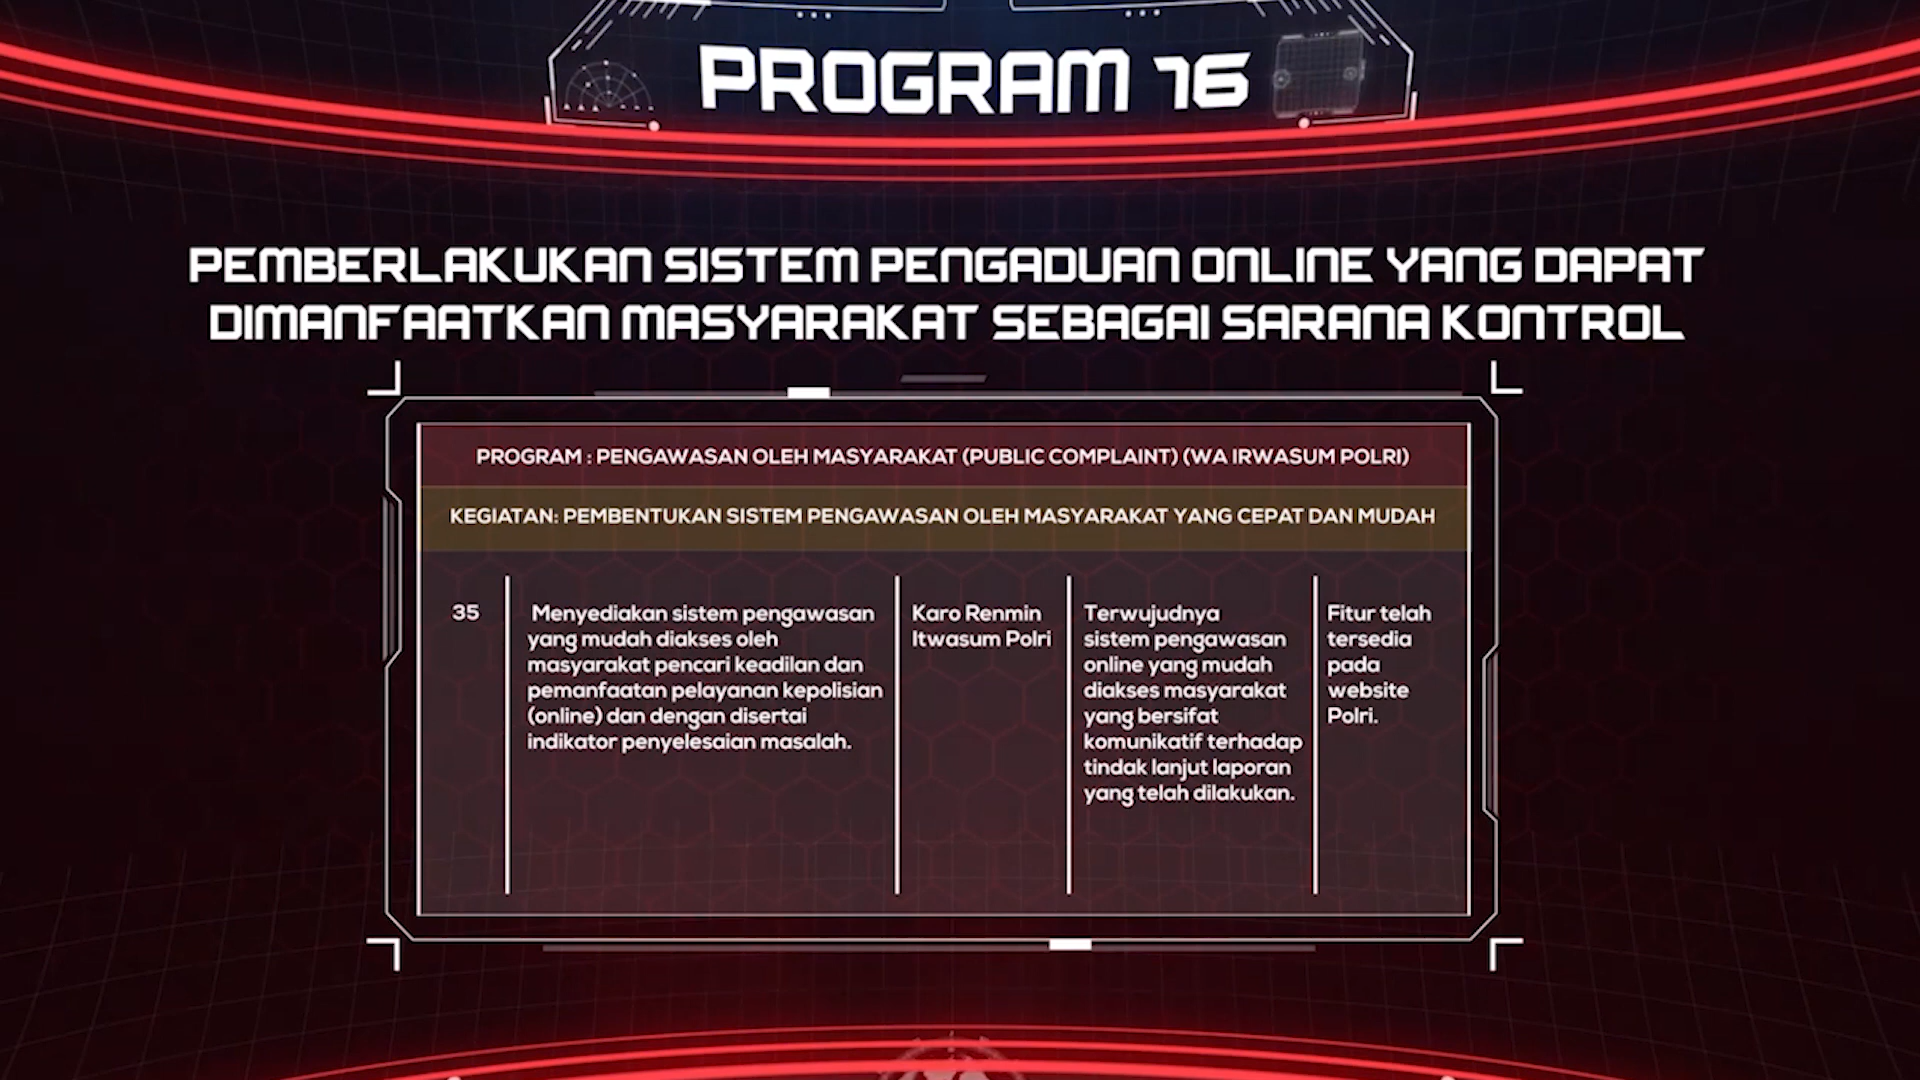 PROGRAM 16
PEMBERLAKUKAN SISTEM PENGADUAN ONLINE YANG DAPAT
DIMANFAATKAN MASYARAKAT SEBAGAI SARANA KONTROL
PROGRAM : PENGAWASAN OLEH MASYARAKAT (PUBLIC COMPLAINT) (WA IRWASUM POLRI)
KEGIATAN: PEMBENTUKAN SISTEM PENGAWASAN OLEH MASYARAKAT YANG CEPAT DAN MUDAH
35
Menyediakan sistem pengawasan
yang mudah diakses oleh
masyarakat pencari keadilan dan
pemanfaatan pelayanan kepolisian
(online) dan dengan disertai
indikator penyelesaian masalah.
Karo Renmin
Itwasum Polri
Terwujudnya
sistem pengawasan
online yang mudah
diakses masyarakat
yang bersifat
komunikatif terhadap
tindak lanjut laporan
yang telah dilakukan.
Fitur telah
tersedia
pada
website
Polri.